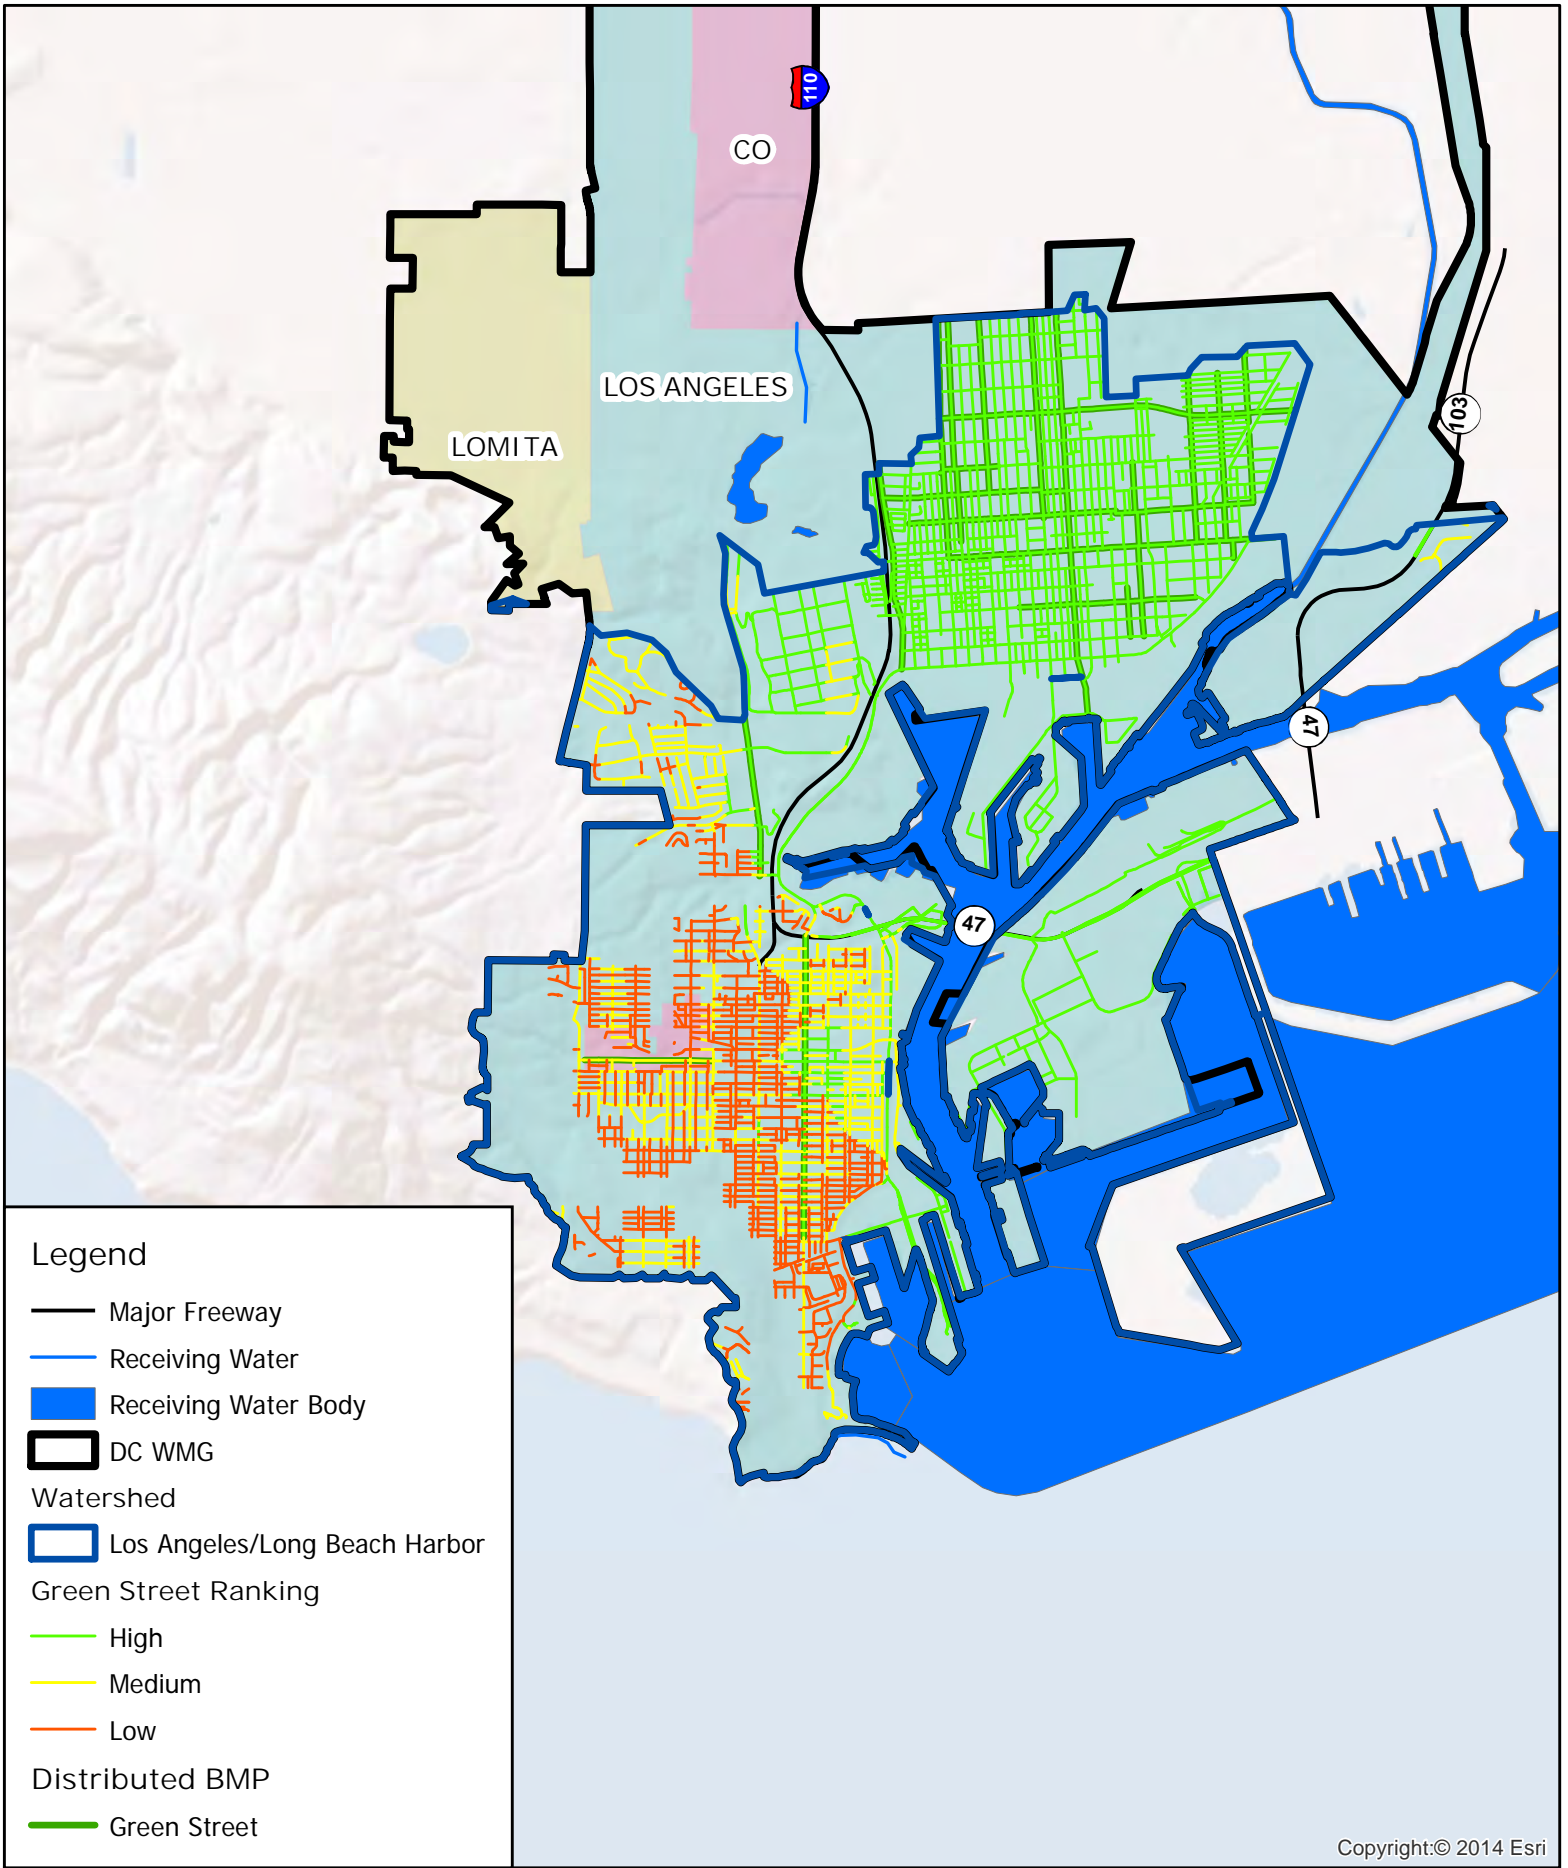 110
CO
LOS ANGELES
LOMITA
103
47
47
Legend
Major Freeway
Receiving Water
Receiving Water Body
DC WMG
Watershed
Los Angeles/Long Beach Harbor
Green Street Ranking
High
Medium
Low
Distributed BMP
Green Street
Copyright:© 2014 Esri